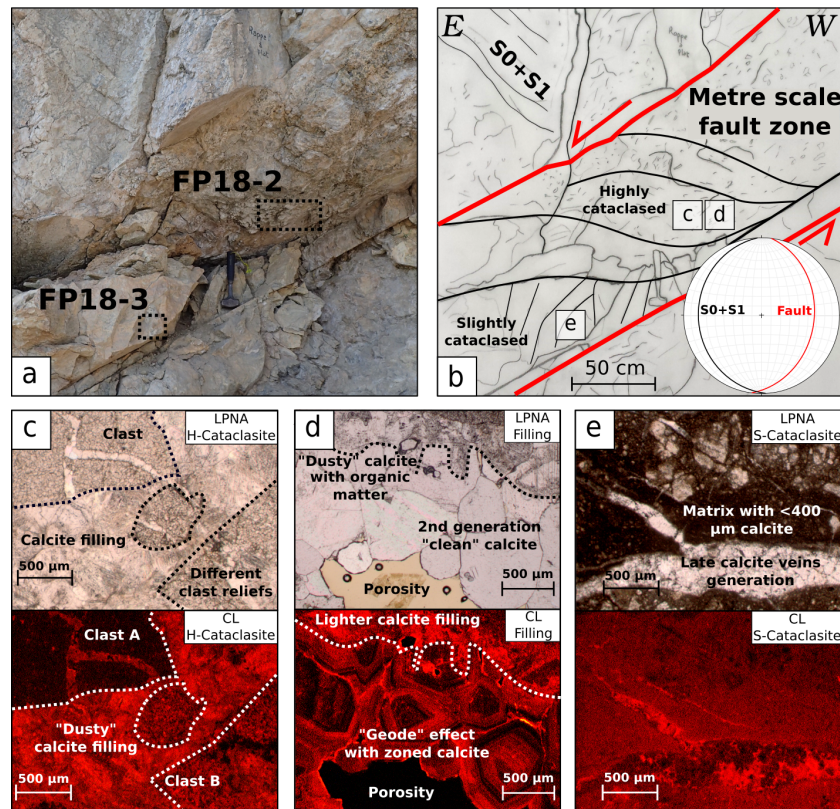 Roppe
& 
Hut
FP18-2
FP18-3
a
E
W
S0+S1
Metre scale
fault zone
Highly
cataclased
c
d
S0+S1
Fault
Slightly
cataclased
e
50 cm
b
c
LPNA
H-Cataclasite
Clast
Calcite filling
500 µm
Different
clast reliefs
CL
H-Cataclasite
Clast A
"Dusty"
calcite filling
500 µm
Clast B
d
LPNA
Filling
"Dusty" calcite
with organic
matter
2nd generation
"clean" calcite
Porosity
500 µm
Lighter calcite filling
CL
Filling
"Geode" effect
with zoned calcite
Porosity
500 µm
e
LPNA
S-Cataclasite
Matrix with <400
µm calcite
500 µm
Late calcite veins
generation
CL
S-Cataclasite
500 µm